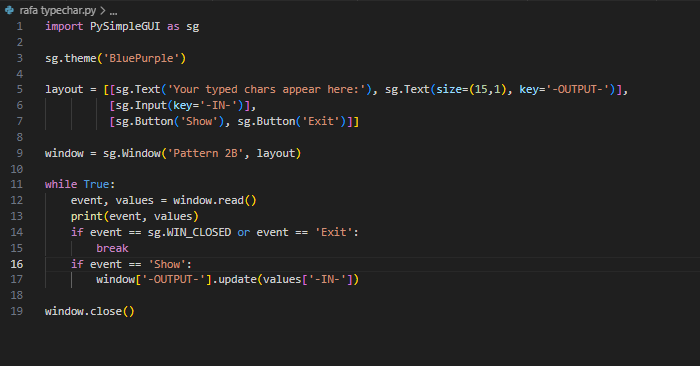 rafa typechar.py > ...
1 import PySimpleGUI as sg
2
3 sg.theme('BluePurple')
4
5 layout = [[sg.Text('Your typed chars appear here:'), sg.Text(size=(15,1), key='-OUTPUT-')],
6 [sg.Input(key='-IN-')],
7 [sg.Button('Show'), sg.Button('Exit')]]
8
9 window = sg.Window('Pattern 2B', layout)
10
11 while True:
12 event, values = window.read()
13 print(event, values)
14 if event == sg.WIN_CLOSED or event == 'Exit':
15 break
16 if event == 'Show':
17 window['-OUTPUT-'].update(values['-IN-'])
18
19 window.close()